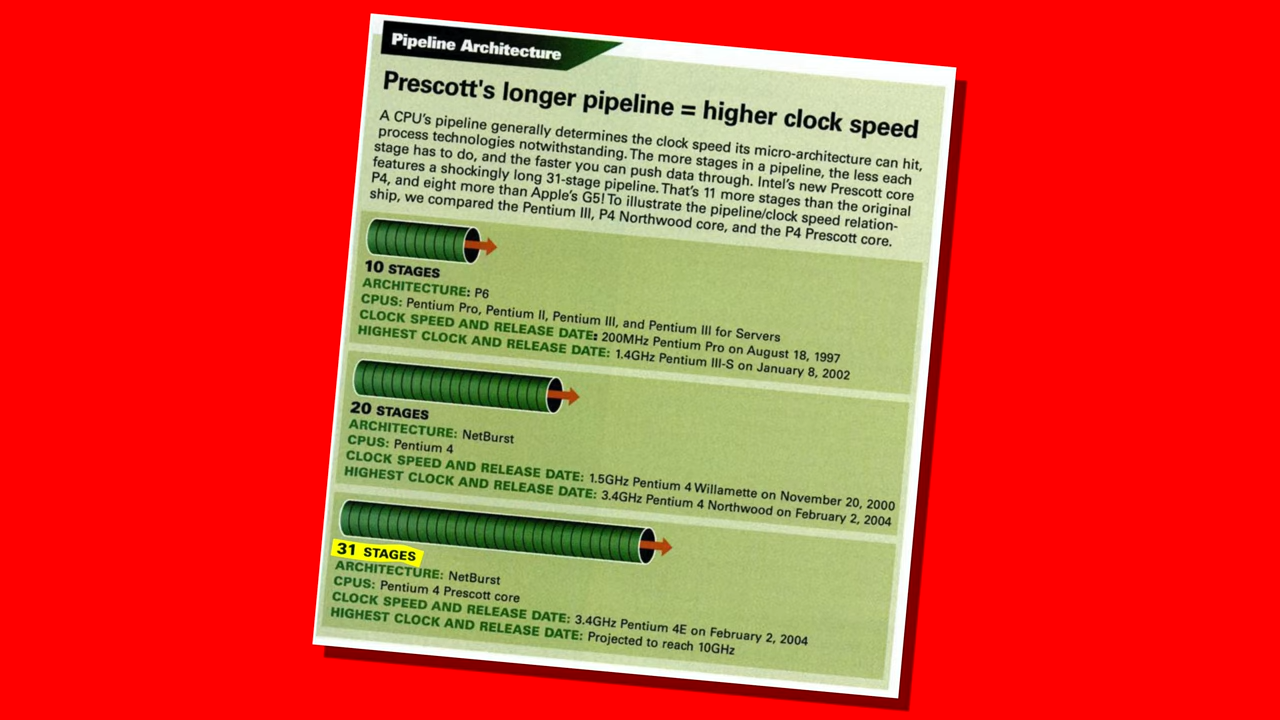 Pipeline Architecture
Prescott's longer pipeline = higher clock speed
A CPU's pipeline generally determines the clock speed its micro-architecture can hit,
process technologies notwithstanding. The more stages in a pipeline, the less each
stage has to do, and the faster you can push data through. Intel's new Prescott core
features a shockingly long 31-stage pipeline. That's 11 more stages than the original
P4, and eight more than Apple's G5! To illustrate the pipeline/clock speed relation-
ship, we compared the Pentium III, P4 Northwood core, and the P4 Prescott core.
10 STAGES
ARCHITECTURE: P6
CPUS: Pentium Pro, Pentium II, Pentium III, and Pentium III for Servers
CLOCK SPEED AND RELEASE DATE: 200MHz Pentium Pro on August 18, 1997
HIGHEST CLOCK AND RELEASE DATE: 1.4GHz Pentium III-S on January 8, 2002
20 STAGES
ARCHITECTURE: NetBurst
CPUS: Pentium 4
CLOCK SPEED AND RELEASE DATE: 1.5GHz Pentium 4 Willamette on November 20, 2000
HIGHEST CLOCK AND RELEASE DATE: 3.4GHz Pentium 4 Northwood on February 2, 2004
31 STAGES
ARCHITECTURE: NetBurst
CPUS: Pentium 4 Prescott core
CLOCK SPEED AND RELEASE DATE: 3.4GHz Pentium 4E on February 2, 2004
HIGHEST CLOCK AND RELEASE DATE: Projected to reach 10GHz